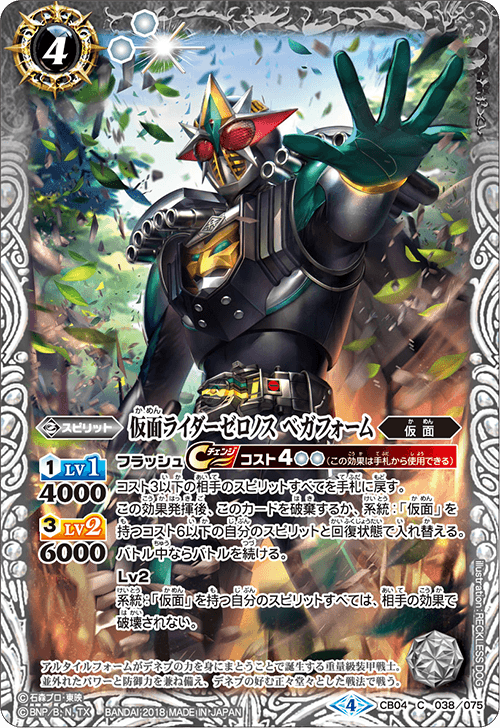 4
スピリット
仮面ライダーゼロノス ベガフォーム
仮面
1 LV1
4000
3 LV2
6000
フラッシュ チェンジ コスト4(この効果は手札から使用できる)
コスト3以下の相手のスピリットすべてを手札に戻す。
この効果発揮後、このカードを破棄するか、系統:「仮面」を
持つコスト6以下の自分のスピリットと回復状態で入れ替える。
バトル中ならバトルを続ける。
Lv2
系統:「仮面」を持つ自分のスピリットすべては、相手の効果で
破壊されない。
アルタイルフォームがデネブの力を身にまとうことで誕生する重量級装甲戦士。
並外れたパワーと防御力を兼ね備え、デネブの好む正々堂々とした戦法で戦う。
©石森プロ・東映
©BNP/B;N,TX BANDAI 2018 MADE IN JAPAN
4 CB04 C 038/075
Illustration:RECKLESS DOG